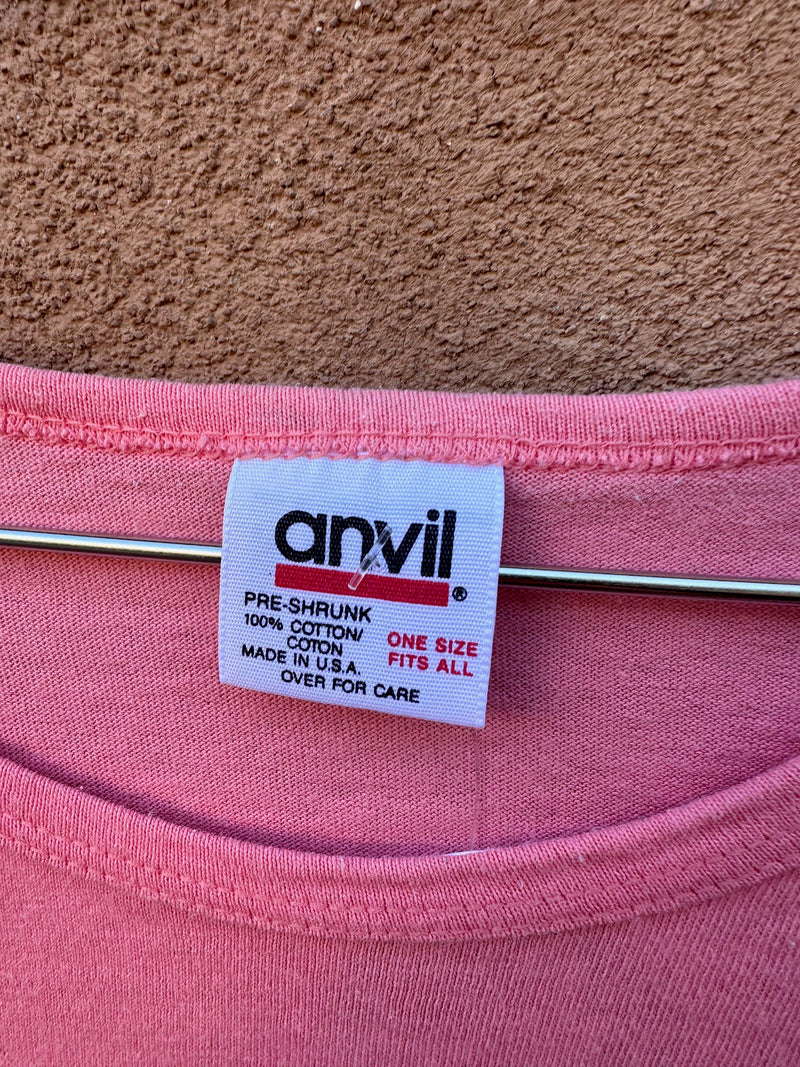 anvil
®
PRE-SHRUNK
100% COTTON/
COTON
MADE IN U.S.A.
ONE SIZE
FITS ALL
OVER FOR CARE